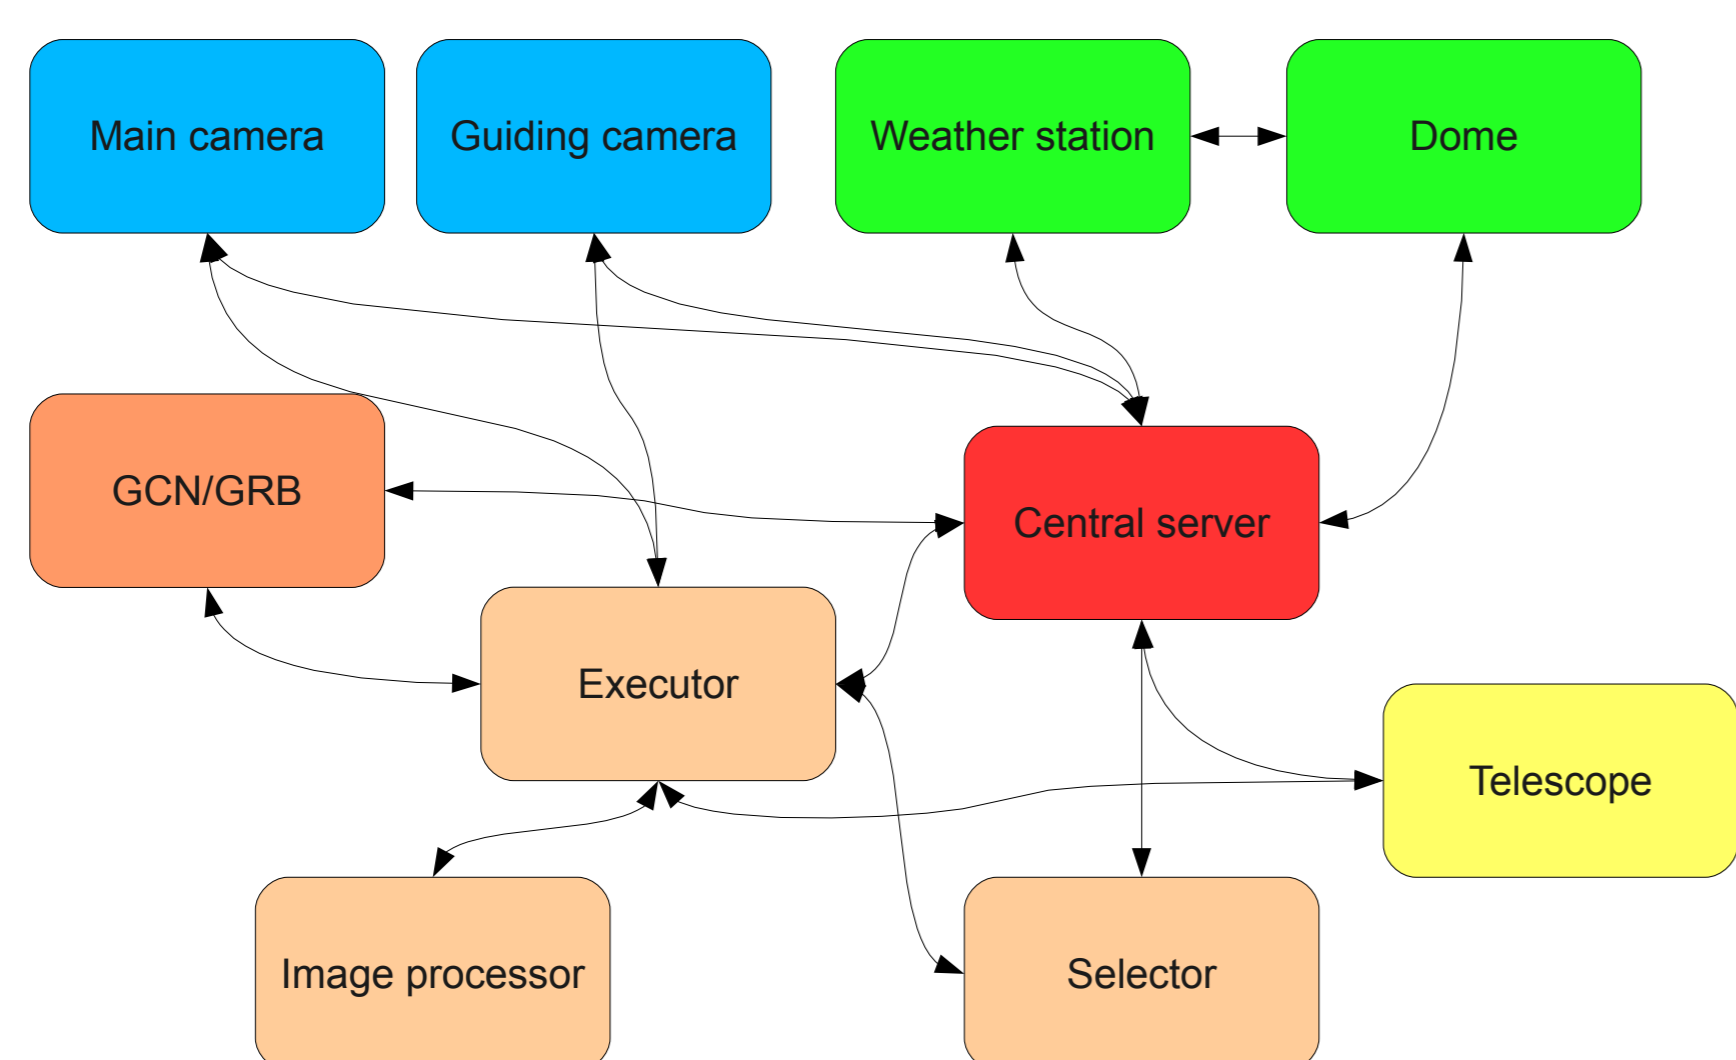 Main camera
Guiding camera
Weather station
Dome
GCN/GRB
Central server
Executor
Telescope
Image processor
Selector